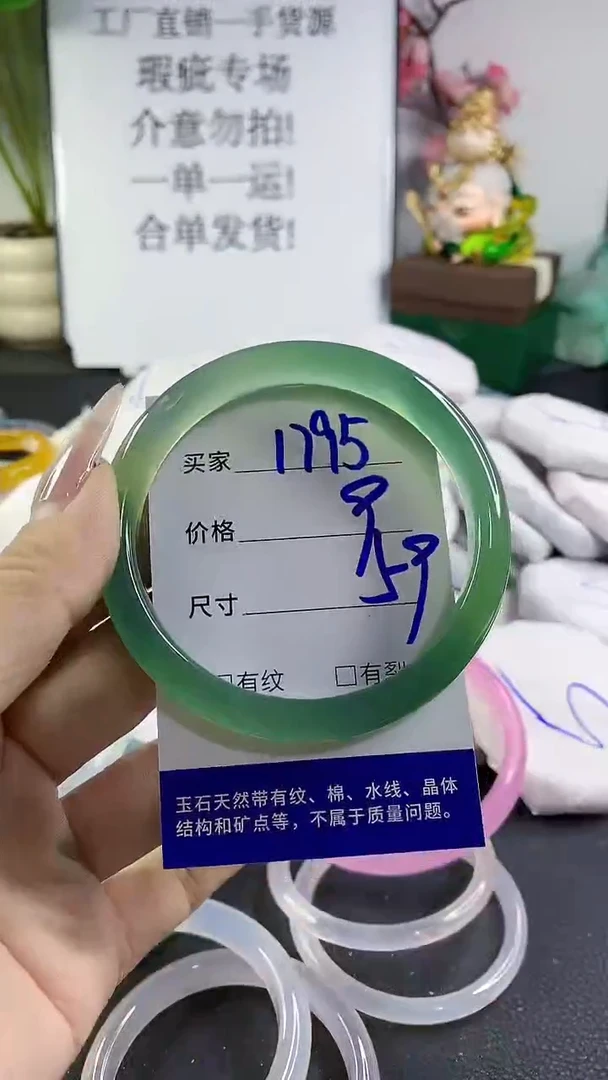 工厂直销一手货源
瑕疵专场
介意勿拍!
一单一运!
合单发货!
买家 1795
价格 9
尺寸 59
□有纹 □有裂
玉石天然带有纹、棉、水线、晶体
结构和矿点等，不属于质量问题。